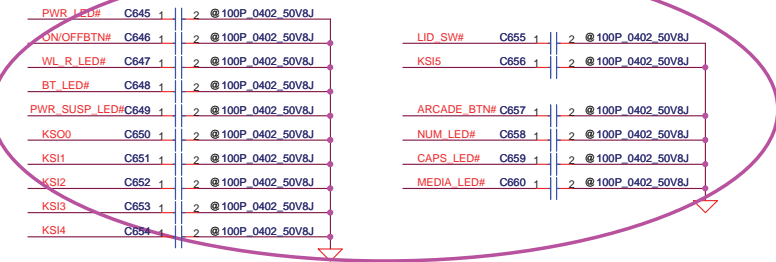 PWR_LED# C645 1 2 @100P_0402_50V8J
ON/OFFBTN# C646 1 2 @100P_0402_50V8J
WL_R_LED# C647 1 2 @100P_0402_50V8J
BT_LED# C648 1 2 @100P_0402_50V8J
PWR_SUSP_LED# C649 1 2 @100P_0402_50V8J
KSO0 C650 1 2 @100P_0402_50V8J
KSI1 C651 1 2 @100P_0402_50V8J
KSI2 C652 1 2 @100P_0402_50V8J
KSI3 C653 1 2 @100P_0402_50V8J
KSI4 C654 1 2 @100P_0402_50V8J
LID_SW# C655 1 2 @100P_0402_50V8J
KSI5 C656 1 2 @100P_0402_50V8J
ARCADE_BTN# C657 1 2 @100P_0402_50V8J
NUM_LED# C658 1 2 @100P_0402_50V8J
CAPS_LED# C659 1 2 @100P_0402_50V8J
MEDIA_LED# C660 1 2 @100P_0402_50V8J